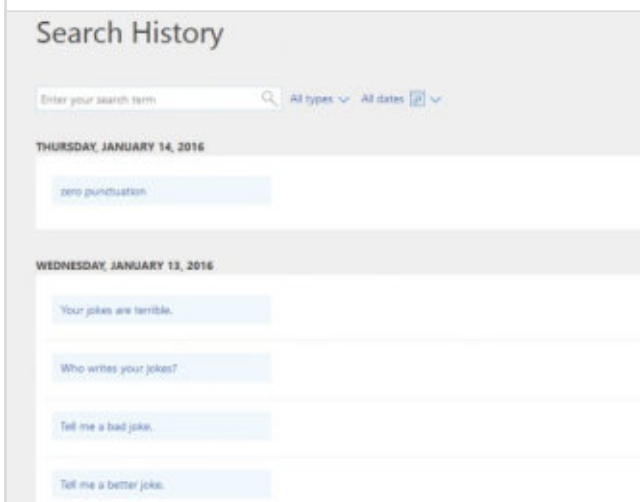 Search History
Enter your search term All types All dates
THURSDAY, JANUARY 14, 2016
zero punctuation
WEDNESDAY, JANUARY 13, 2016
Your jokes are terrible.
Who writes your jokes?
Tell me a bad joke.
Tell me a better joke.